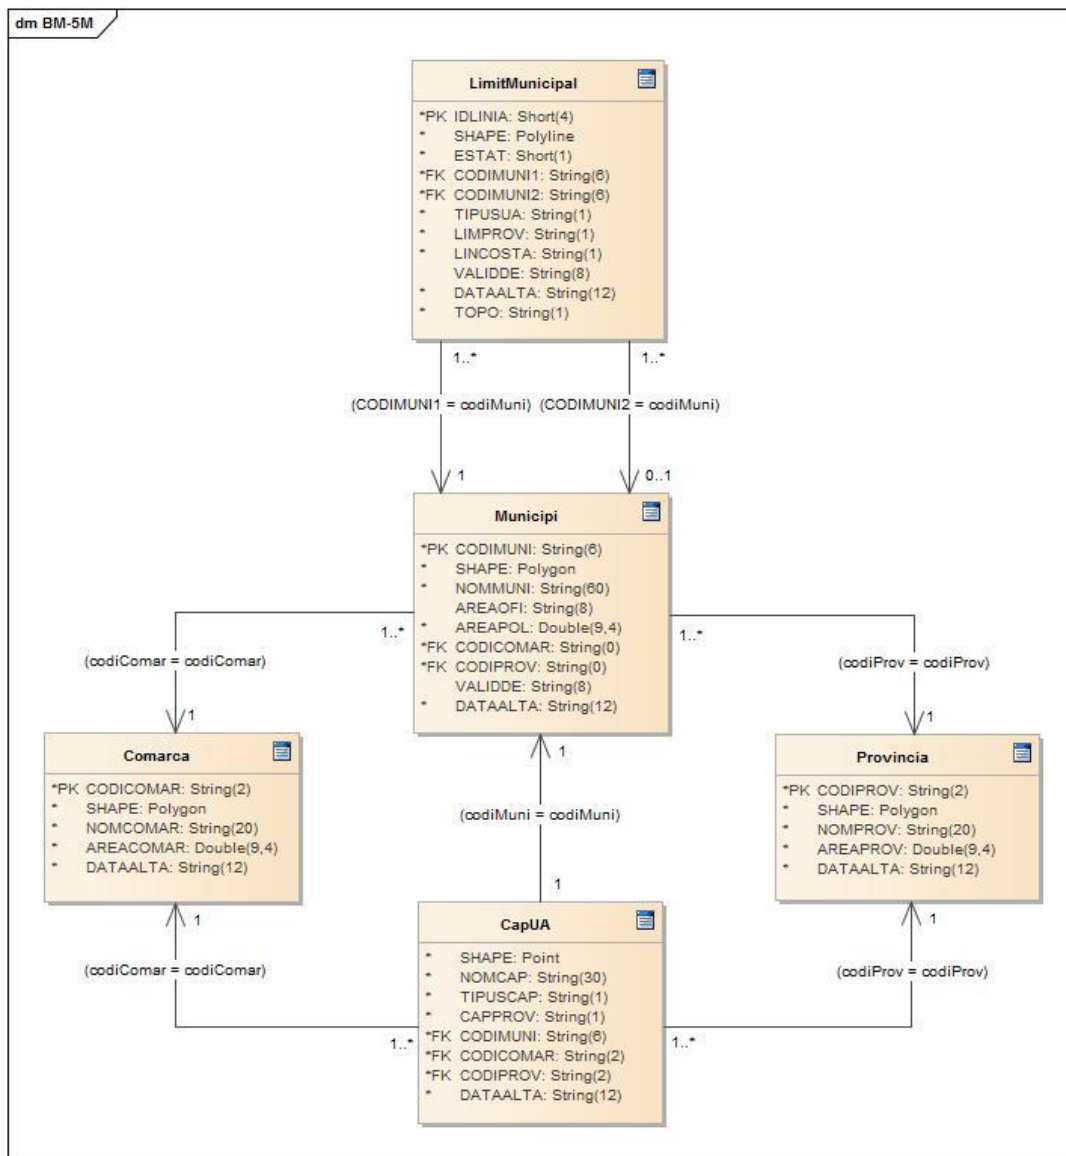 dm BM-5M
LimitMunicipal
*PK IDLINIA: Short(4)
* SHAPE: Polyline
* ESTAT: Short(1)
*FK CODIMUNI1: String(6)
*FK CODIMUNI2: String(6)
* TIPUSUA: String(1)
* LIMPROV: String(1)
* LINCOSTA: String(1)
VALIDDE: String(8)
* DATAALTA: String(12)
* TOPO: String(1)
1..* 1..*
(CODIMUNI1 = codiMuni) (CODIMUNI2 = codiMuni)
1 0..1
Municipi
*PK CODIMUNI: String(6)
* SHAPE: Polygon
* NOMMUNI: String(60)
AREAOFI: String(8)
* AREAPOL: Double(9,4)
*FK CODICOMAR: String(0)
*FK CODIPROV: String(0)
VALIDDE: String(8)
* DATAALTA: String(12)
1..* 1..*
(codiComar = codiComar) (codiProv = codiProv)
1 1
Comarca
*PK CODICOMAR: String(2)
* SHAPE: Polygon
* NOMCOMAR: String(20)
* AREACOMAR: Double(9,4)
* DATAALTA: String(12)
1
(codiMuni = codiMuni)
1
Provincia
*PK CODIPROV: String(2)
* SHAPE: Polygon
* NOMPROV: String(20)
* AREAPROV: Double(9,4)
* DATAALTA: String(12)
1 1
(codiComar = codiComar) (codiProv = codiProv)
1..* 1..*
CapUA
* SHAPE: Point
* NOMCAP: String(30)
* TIPUSCAP: String(1)
* CAPPROV: String(1)
*FK CODIMUNI: String(6)
*FK CODICOMAR: String(2)
*FK CODIPROV: String(2)
* DATAALTA: String(12)